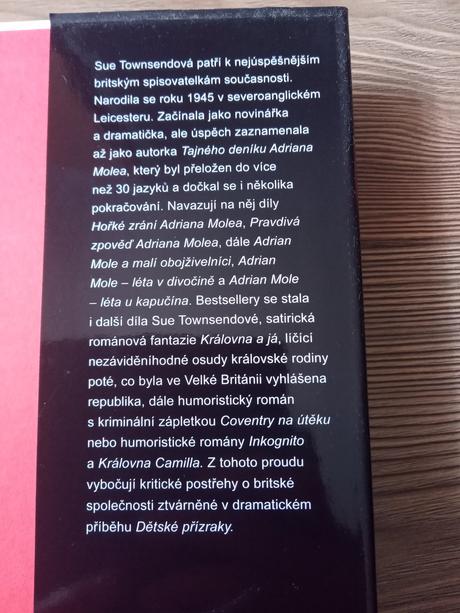 Sue Townsendová patří k nejúspěšnějším
britským spisovatelkám současnosti.
Narodila se roku 1945 v severoanglickém
Leicesteru. Začínala jako novinářka
a dramatička, ale úspěch zaznamenala
až jako autorka Tajného deníku Adriana
Molea, který byl přeložen do více
než 30 jazyků a dočkal se i několika
pokračování. Navazují na něj díly
Hořké zrání Adriana Molea, Pravdivá
zpověď Adriana Molea, dále Adrian
Mole a malí obojživelníci, Adrian
Mole – léta v divočině a Adrian Mole
– léta u kapučína. Bestsellery se stala
i další díla Sue Townsendové, satirická
románová fantazie Královna a já, líčící
nezáviděníhodné osudy královské rodiny
poté, co byla ve Velké Británii vyhlášena
republika, dále humoristický román
s kriminální zápletkou Coventry na útěku
nebo humoristické romány Inkognito
a Královna Camilla. Z tohoto proudu
vybočují kritické postřehy o britské
společnosti ztvárněné v dramatickém
příběhu Dětské přízraky.